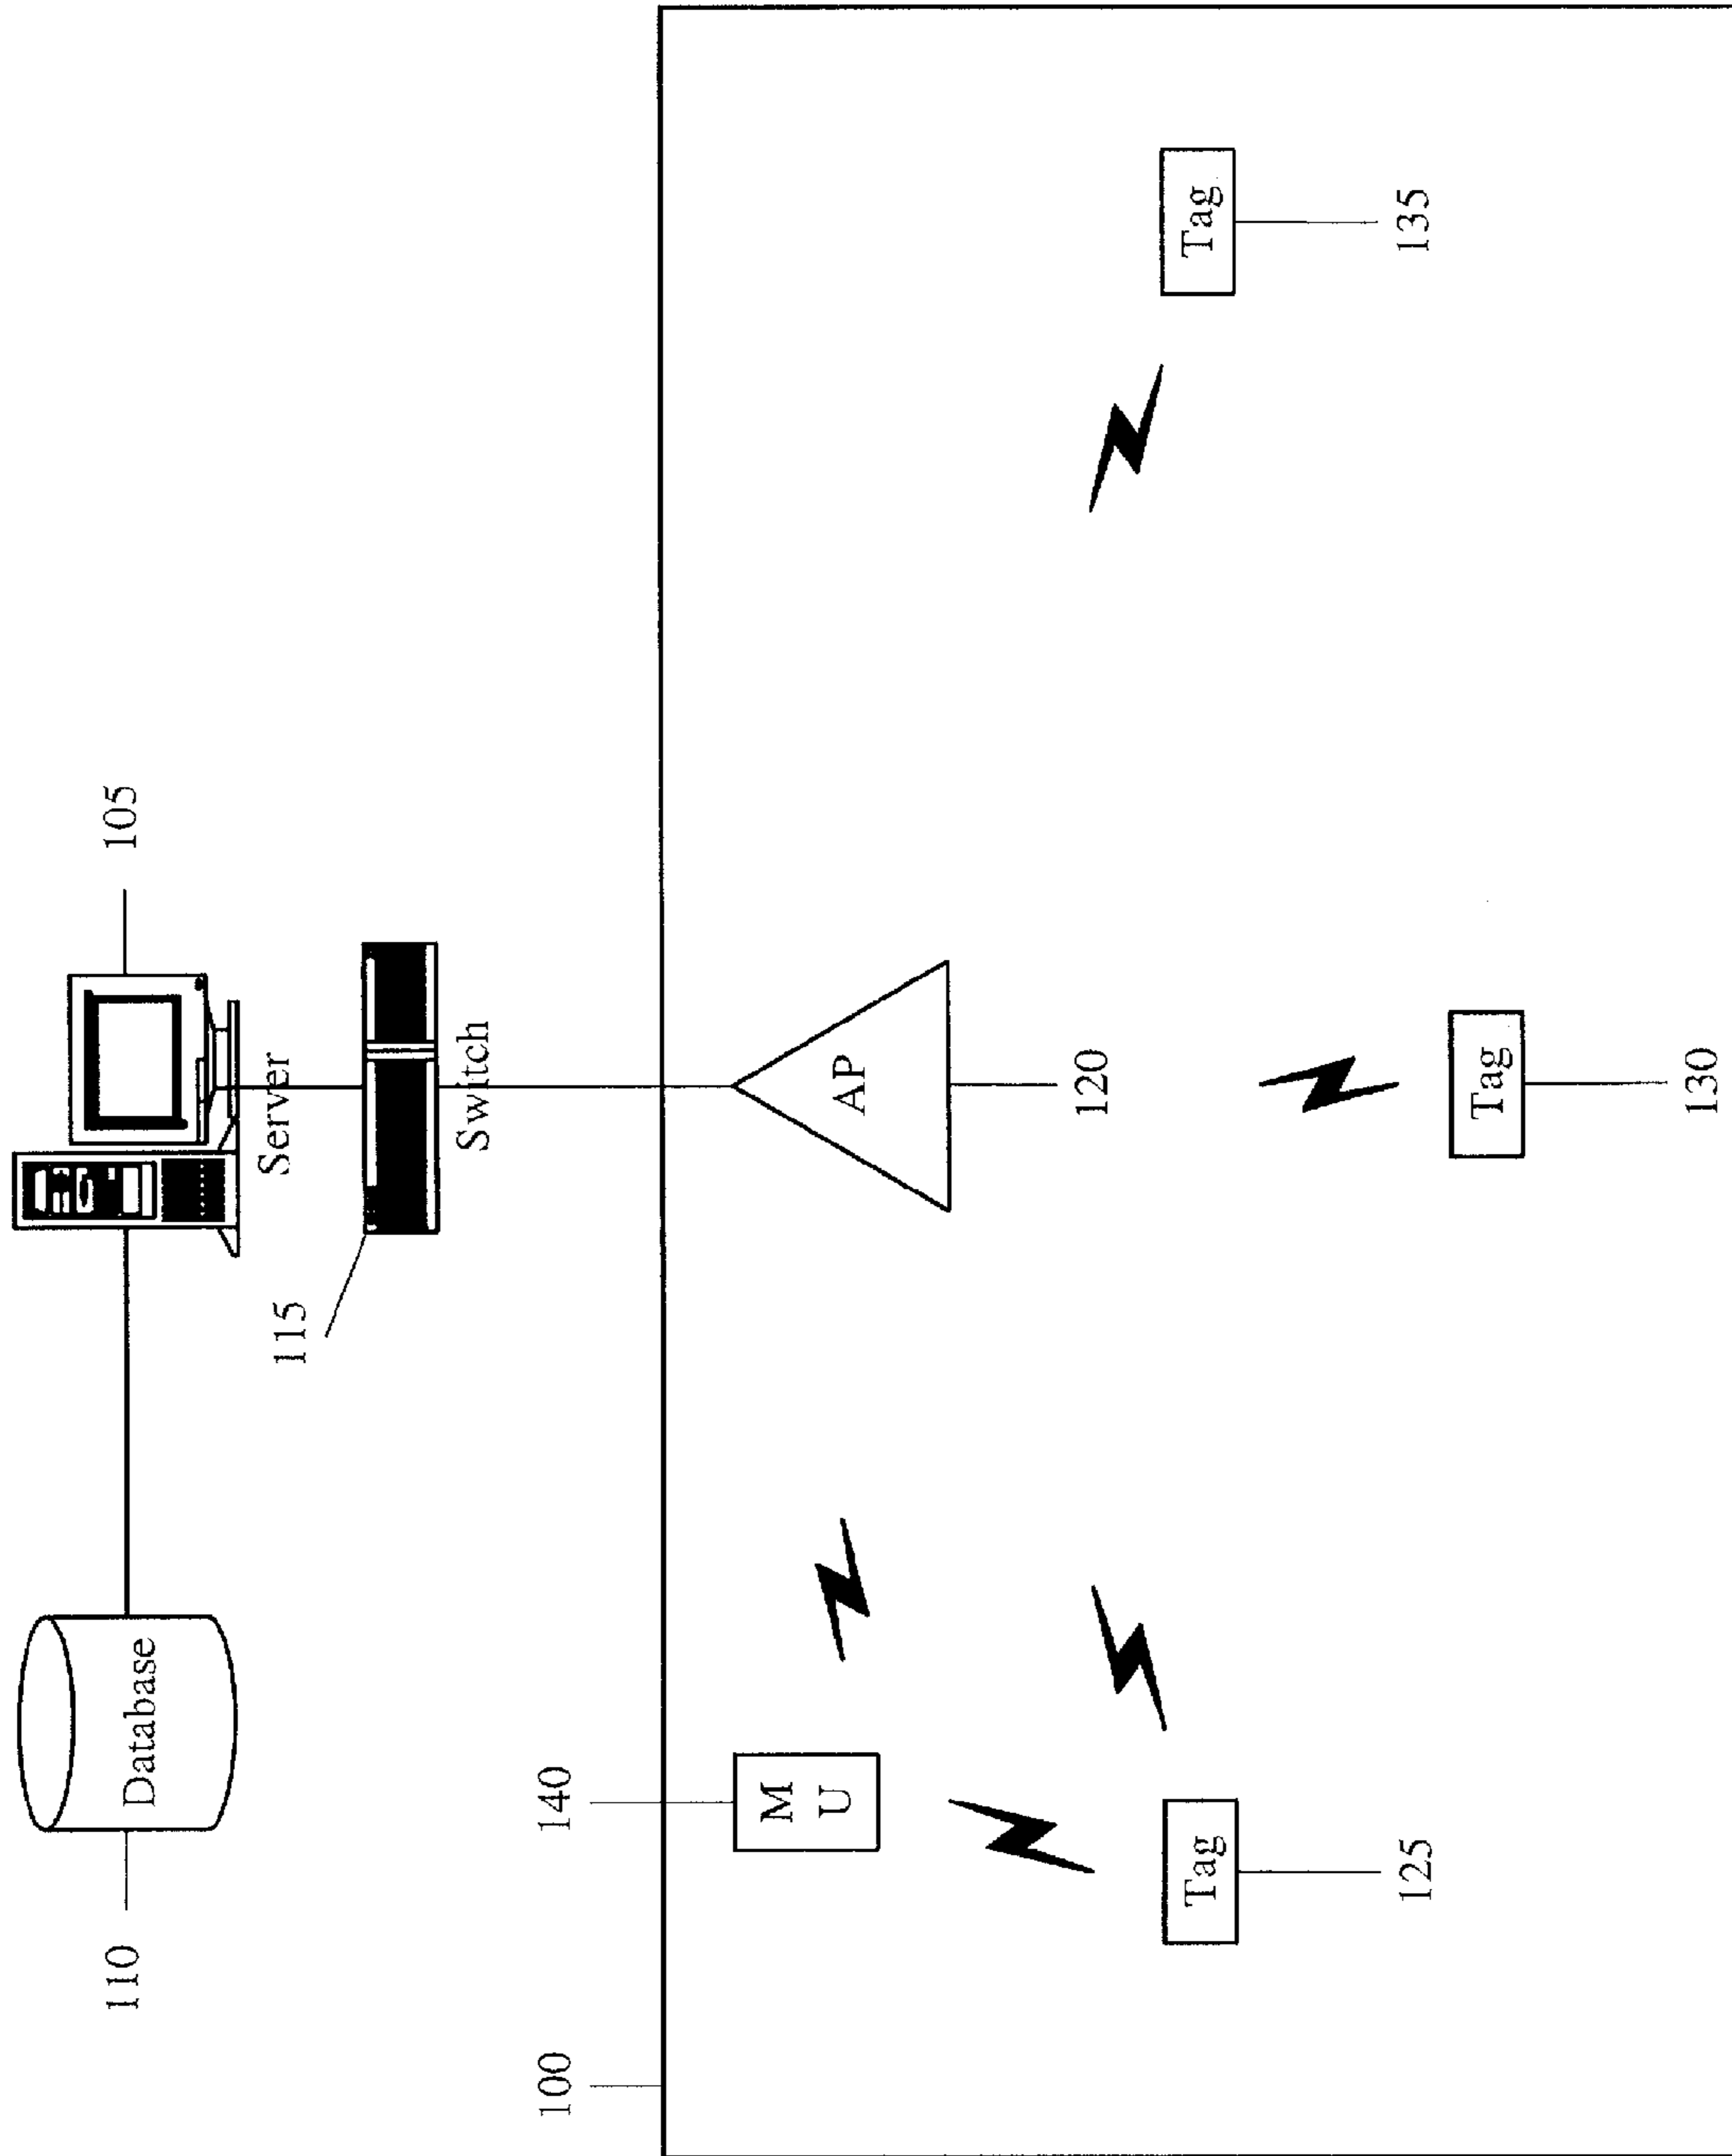 110
Database
Server
105
115
Switch
100
140
M
U
AP
120
Tag
125
Tag
130
Tag
135